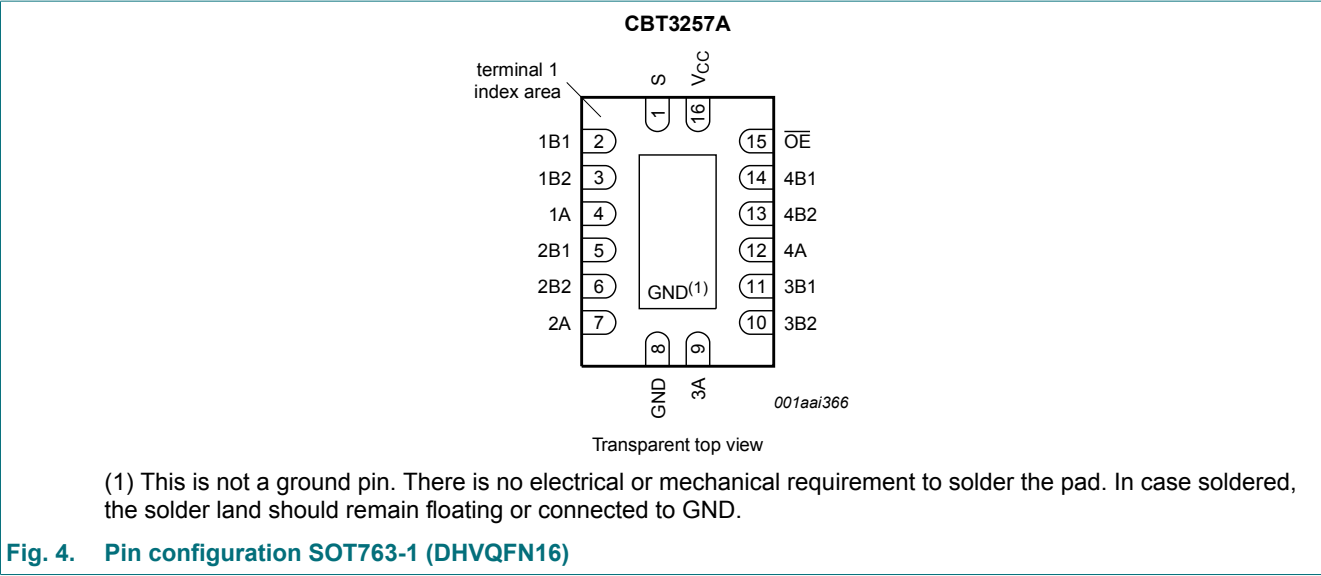 CBT3257A
terminal 1
index area
S
VCC
1
16
1B1 2
15 OE
1B2 3
14 4B1
1A 4
13 4B2
2B1 5
12 4A
2B2 6
11 3B1
2A 7
10 3B2
GND(1)
8
9
GND
3A
001aai366
Transparent top view
(1) This is not a ground pin. There is no electrical or mechanical requirement to solder the pad. In case soldered,
the solder land should remain floating or connected to GND.
Fig. 4. Pin configuration SOT763-1 (DHVQFN16)